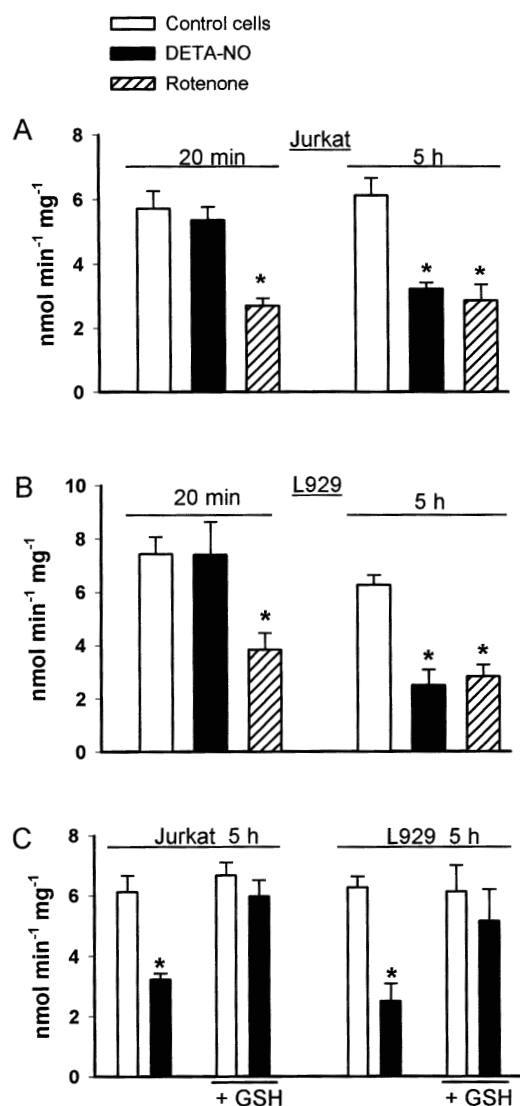 Control cells
DETA-NO
Rotenone
A
Jurkat
20 min
5 h
nmol min-1 mg-1
8
6
4
2
0
*
*
*
B
L929
20 min
5 h
nmol min-1 mg-1
10
8
6
4
2
0
*
*
*
C
Jurkat 5 h
L929 5 h
nmol min-1 mg-1
8
6
4
2
0
*
*
+ GSH
+ GSH